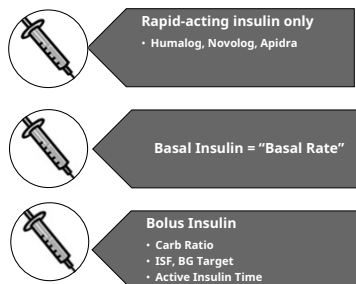 Rapid-acting insulin only
• Humalog, Novolog, Apidra
Basal Insulin = “Basal Rate”
Bolus Insulin
• Carb Ratio
• ISF, BG Target
• Active Insulin Time